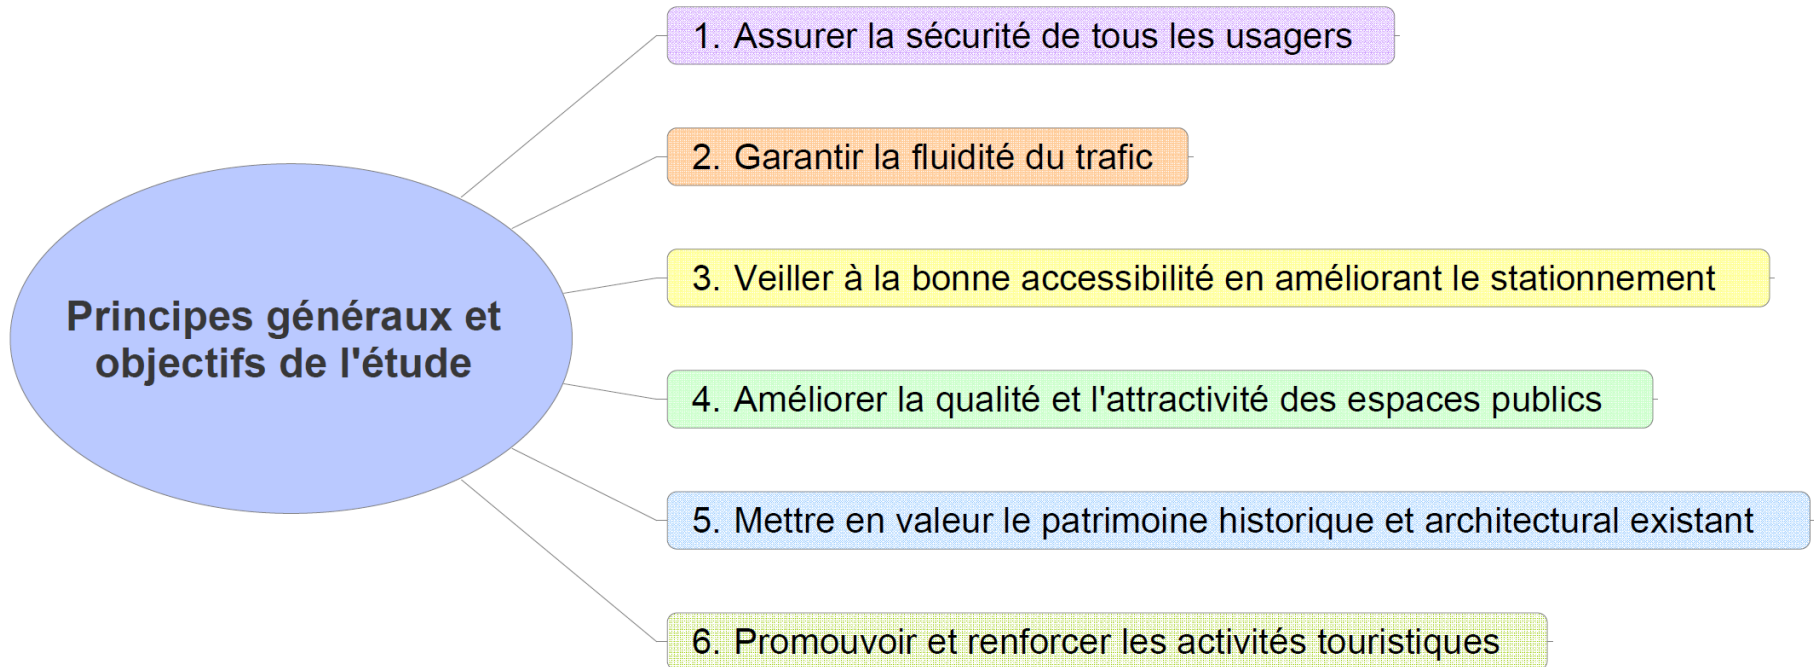 Principes généraux et
objectifs de l'étude
1. Assurer la sécurité de tous les usagers
2. Garantir la fluidité du trafic
3. Veiller à la bonne accessibilité en améliorant le stationnement
4. Améliorer la qualité et l'attractivité des espaces publics
5. Mettre en valeur le patrimoine historique et architectural existant
6. Promouvoir et renforcer les activités touristiques